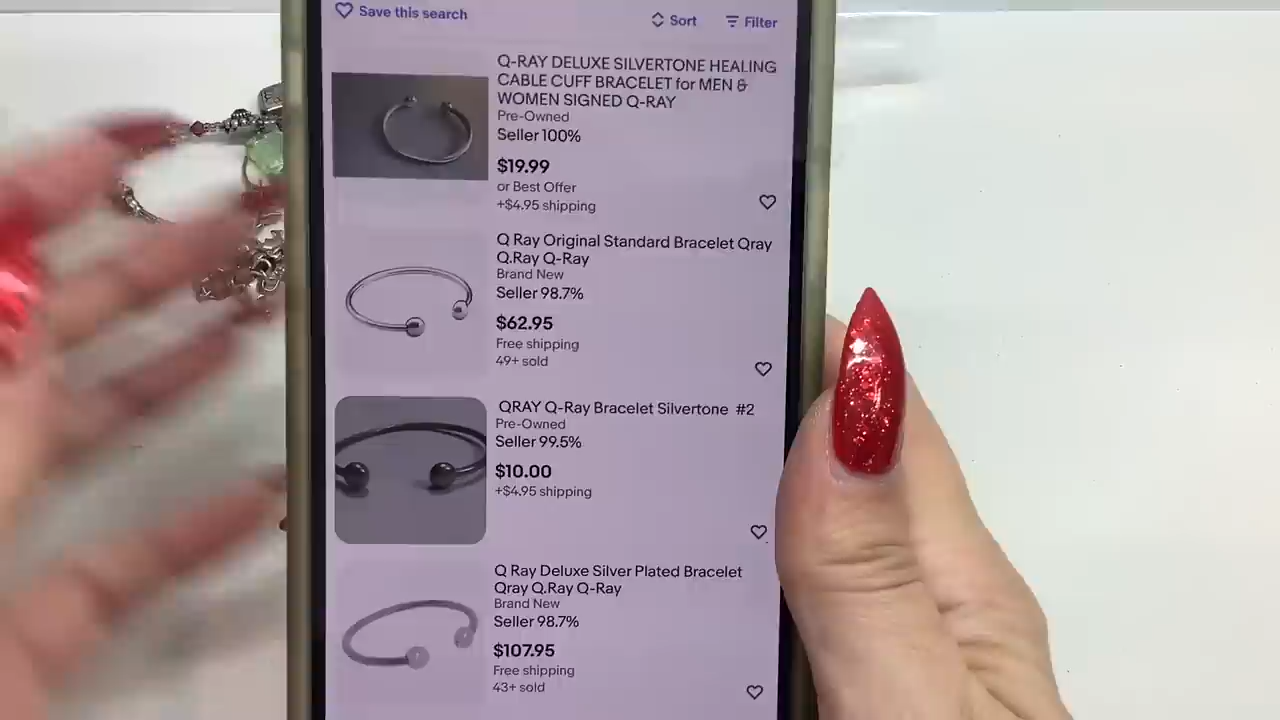 Save this search
Sort
Filter
Q-RAY DELUXE SILVERTONE HEALING
CABLE CUFF BRACELET for MEN &
WOMEN SIGNED Q-RAY
Pre-Owned
Seller 100%
$19.99
or Best Offer
+$4.95 shipping
Q Ray Original Standard Bracelet Qray
Q.Ray Q-Ray
Brand New
Seller 98.7%
$62.95
Free shipping
49+ sold
QRAY Q-Ray Bracelet Silvertone #2
Pre-Owned
Seller 99.5%
$10.00
+$4.95 shipping
Q Ray Deluxe Silver Plated Bracelet
Qray Q.Ray Q-Ray
Brand New
Seller 98.7%
$107.95
Free shipping
43+ sold